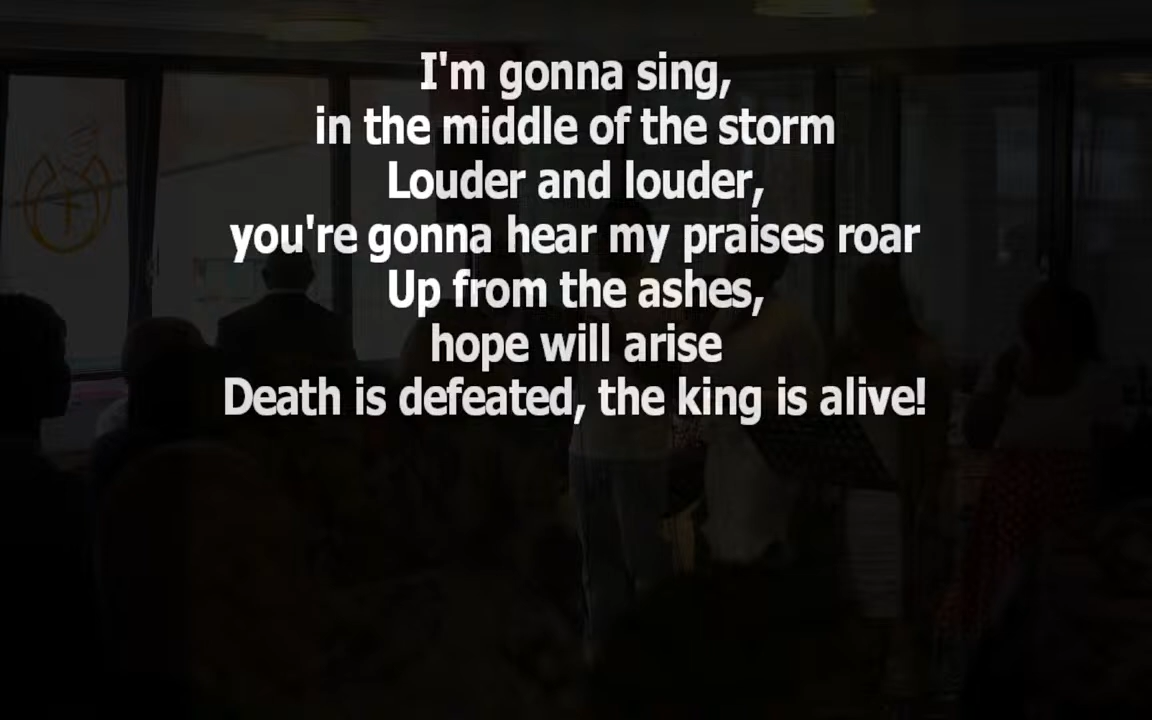 I'm gonna sing,
in the middle of the storm
Louder and louder,
you're gonna hear my praises roar
Up from the ashes,
hope will arise
Death is defeated, the king is alive!